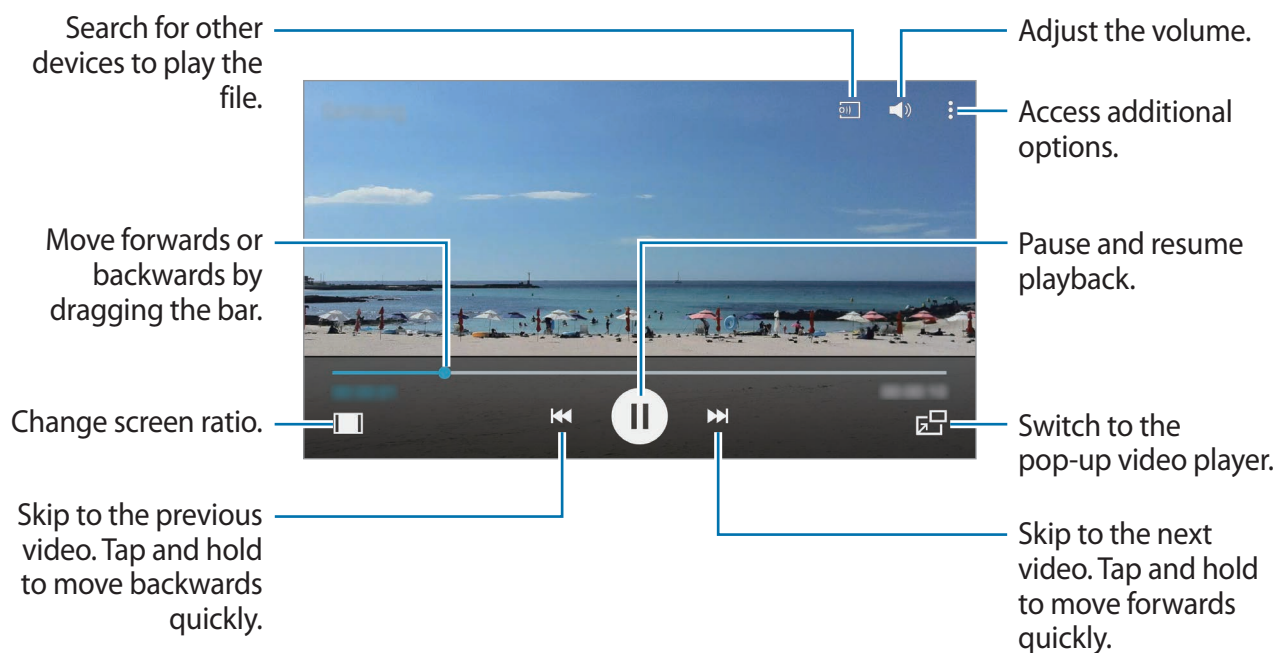 Search for other
devices to play the
file.
Adjust the volume.
Access additional
options.
Move forwards or
backwards by
dragging the bar.
Pause and resume
playback.
Change screen ratio.
Switch to the
pop-up video player.
Skip to the previous
video. Tap and hold
to move backwards
quickly.
Skip to the next
video. Tap and hold
to move forwards
quickly.